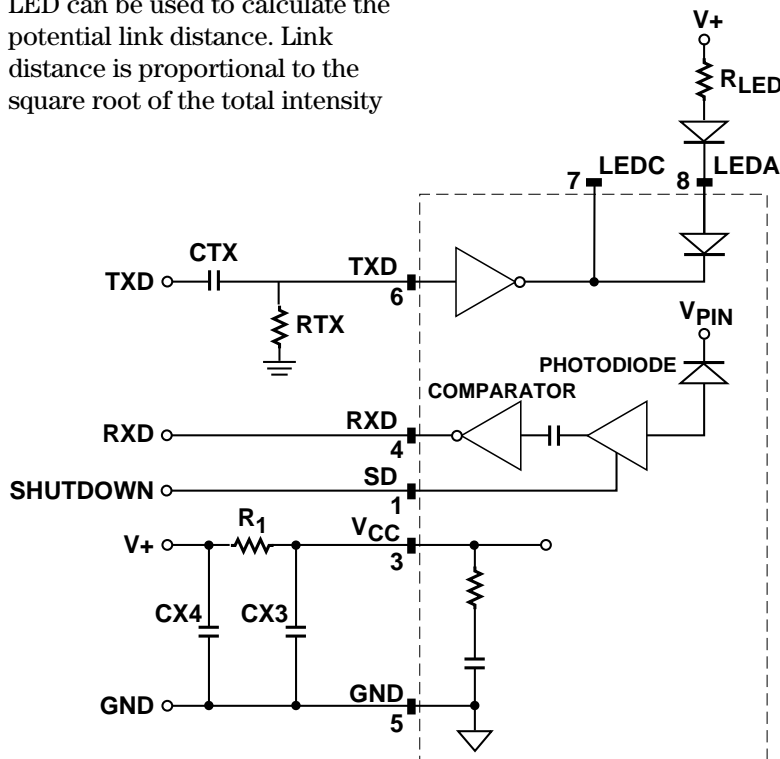 LED can be used to calculate the
potential link distance. Link
distance is proportional to the
square root of the total intensity
V+
RLED
7 LEDC 8 LEDA
CTX
TXD TXD
6
RTX
VPIN
PHOTODIODE
COMPARATOR
RXD RXD
4
SHUTDOWN SD
1
V+ R1 VCC
3
CX4 CX3
GND GND
5